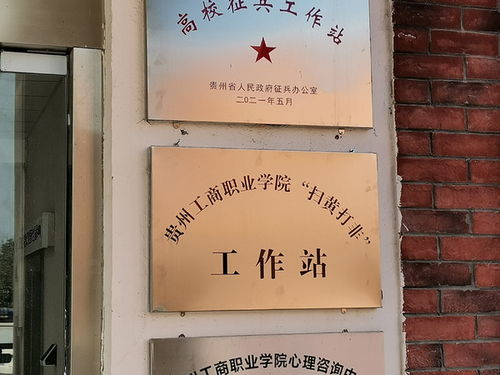 高校征兵工作站
贵州省人民政府征兵办公室
二〇二一年五月
贵州工商职业学院“扫黄打非”
工作站
州工商职业学院心理咨询中